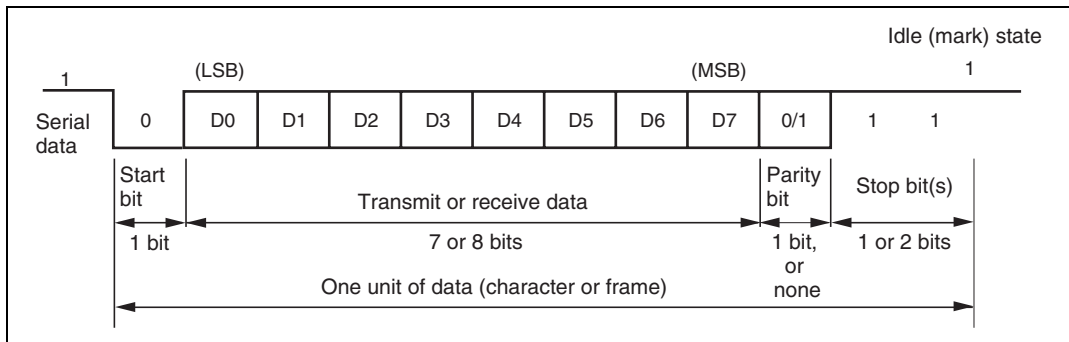 Idle (mark) state
1 (LSB) (MSB) 1
Serial data 0 D0 D1 D2 D3 D4 D5 D6 D7 0/1 1 1
Start bit
Transmit or receive data
Parity bit
Stop bit(s)
1 bit
7 or 8 bits
1 bit, or none
1 or 2 bits
One unit of data (character or frame)